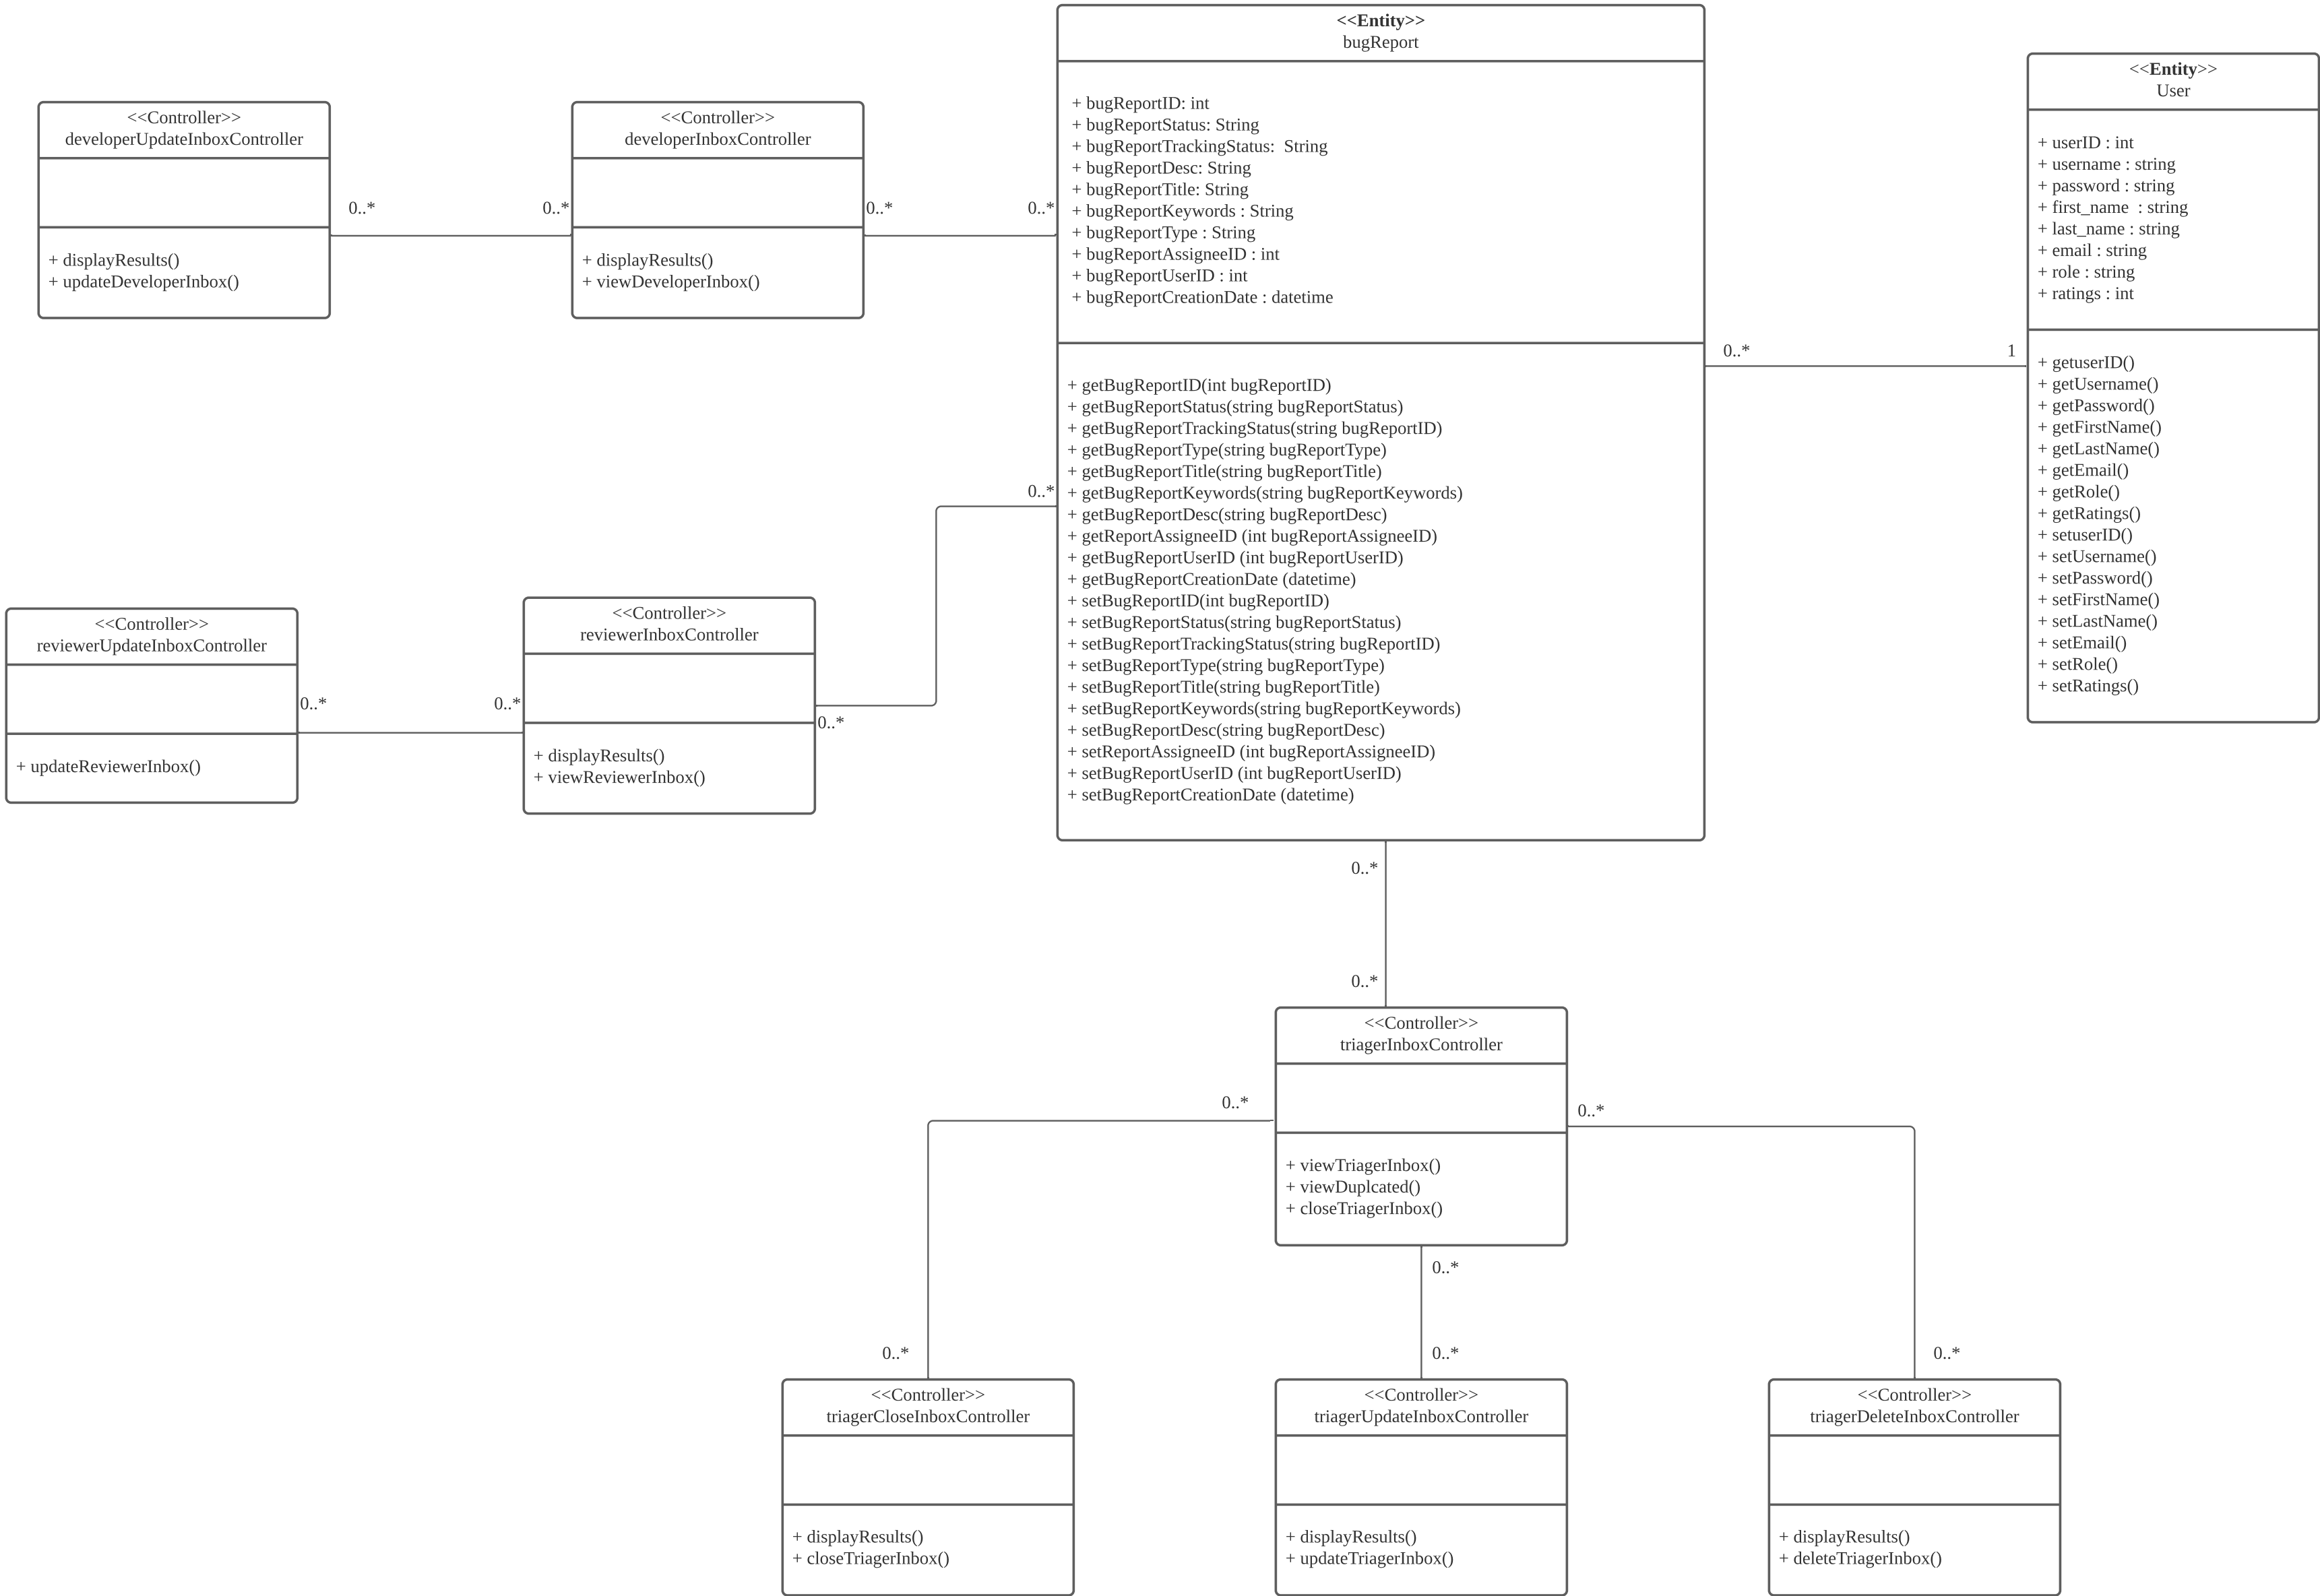 <<Entity>>
bugReport
+ bugReportID: int
+ bugReportStatus: String
+ bugReportTrackingStatus:  String
+ bugReportDesc: String
+ bugReportTitle: String
+ bugReportKeywords : String
+ bugReportType : String
+ bugReportAssigneeID : int
+ bugReportUserID : int
+ bugReportCreationDate : datetime
+ getBugReportID(int bugReportID)
+ getBugReportStatus(string bugReportStatus)
+ getBugReportTrackingStatus(string bugReportID)
+ getBugReportType(string bugReportType)
+ getBugReportTitle(string bugReportTitle)
+ getBugReportKeywords(string bugReportKeywords)
+ getBugReportDesc(string bugReportDesc)
+ getReportAssigneeID (int bugReportAssigneeID)
+ getBugReportUserID (int bugReportUserID)
+ getBugReportCreationDate (datetime)
+ setBugReportID(int bugReportID)
+ setBugReportStatus(string bugReportStatus)
+ setBugReportTrackingStatus(string bugReportID)
+ setBugReportType(string bugReportType)
+ setBugReportTitle(string bugReportTitle)
+ setBugReportKeywords(string bugReportKeywords)
+ setBugReportDesc(string bugReportDesc)
+ setReportAssigneeID (int bugReportAssigneeID)
+ setBugReportUserID (int bugReportUserID)
+ setBugReportCreationDate (datetime)
<<Entity>>
User
+ userID : int
+ username : string
+ password : string
+ first_name  : string
+ last_name : string
+ email : string
+ role : string
+ ratings : int
+ getuserID()
+ getUsername()
+ getPassword()
+ getFirstName()
+ getLastName()
+ getEmail()
+ getRole()
+ getRatings()
+ setuserID()
+ setUsername()
+ setPassword()
+ setFirstName()
+ setLastName()
+ setEmail()
+ setRole()
+ setRatings()
0..*
1
<<Controller>>
developerUpdateInboxController
+ displayResults()
+ updateDeveloperInbox()
0..*
0..*
<<Controller>>
developerInboxController
+ displayResults()
+ viewDeveloperInbox()
0..*
0..*
<<Controller>>
reviewerUpdateInboxController
+ updateReviewerInbox()
0..*
0..*
<<Controller>>
reviewerInboxController
+ displayResults()
+ viewReviewerInbox()
0..*
0..*
0..*
0..*
<<Controller>>
triagerInboxController
+ viewTriagerInbox()
+ viewDuplcated()
+ closeTriagerInbox()
0..*
0..*
0..*
0..*
0..*
0..*
<<Controller>>
triagerCloseInboxController
+ displayResults()
+ closeTriagerInbox()
<<Controller>>
triagerUpdateInboxController
+ displayResults()
+ updateTriagerInbox()
<<Controller>>
triagerDeleteInboxController
+ displayResults()
+ deleteTriagerInbox()